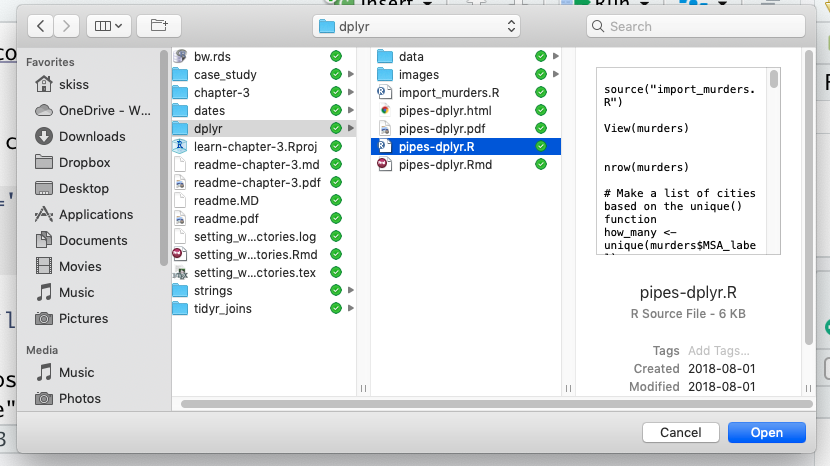 Insert
Run
dplyr
Search
Favorites
skiss
OneDrive - W...
Downloads
Dropbox
Desktop
Applications
Documents
Movies
Music
Pictures
Media
Music
Photos
bw.rds
case_study
chapter-3
dates
dplyr
learn-chapter-3.Rproj
readme-chapter-3.md
readme-chapter-3.pdf
readme.MD
readme.pdf
setting_w...ctories.log
setting_w...tories.Rmd
setting_w...ctories.tex
strings
tidyr_joins
data
images
import_murders.R
pipes-dplyr.html
pipes-dplyr.pdf
pipes-dplyr.R
pipes-dplyr.Rmd
source("import_murders.
R")
View(murders)
nrow(murders)
# Make a list of cities
based on the unique()
function
how_many <-
unique(murders$MSA_labe
pipes-dplyr.R
R Source File - 6 KB
Tags Add Tags...
Created 2018-08-01
Modified 2018-08-01
Cancel
Open